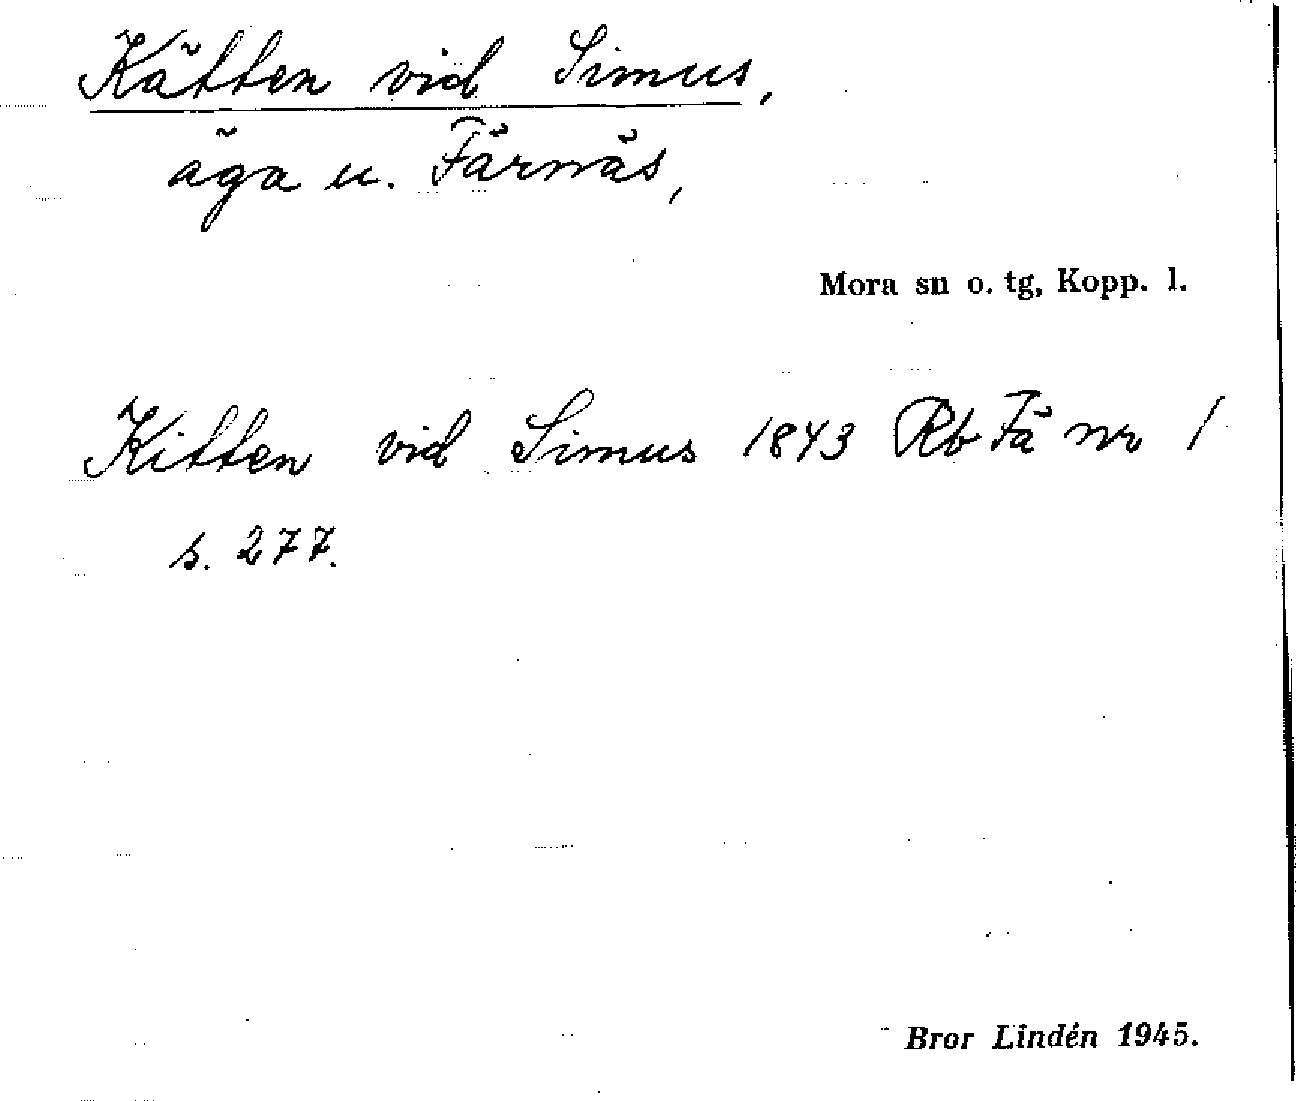 Kätten vid Simus,
äga u. Färnäs,
Mora sn o. tg, Kopp. l.
Kitten vid Simus 1843 Rb Fä nr 1
s. 277.
Bror Lindén 1945.